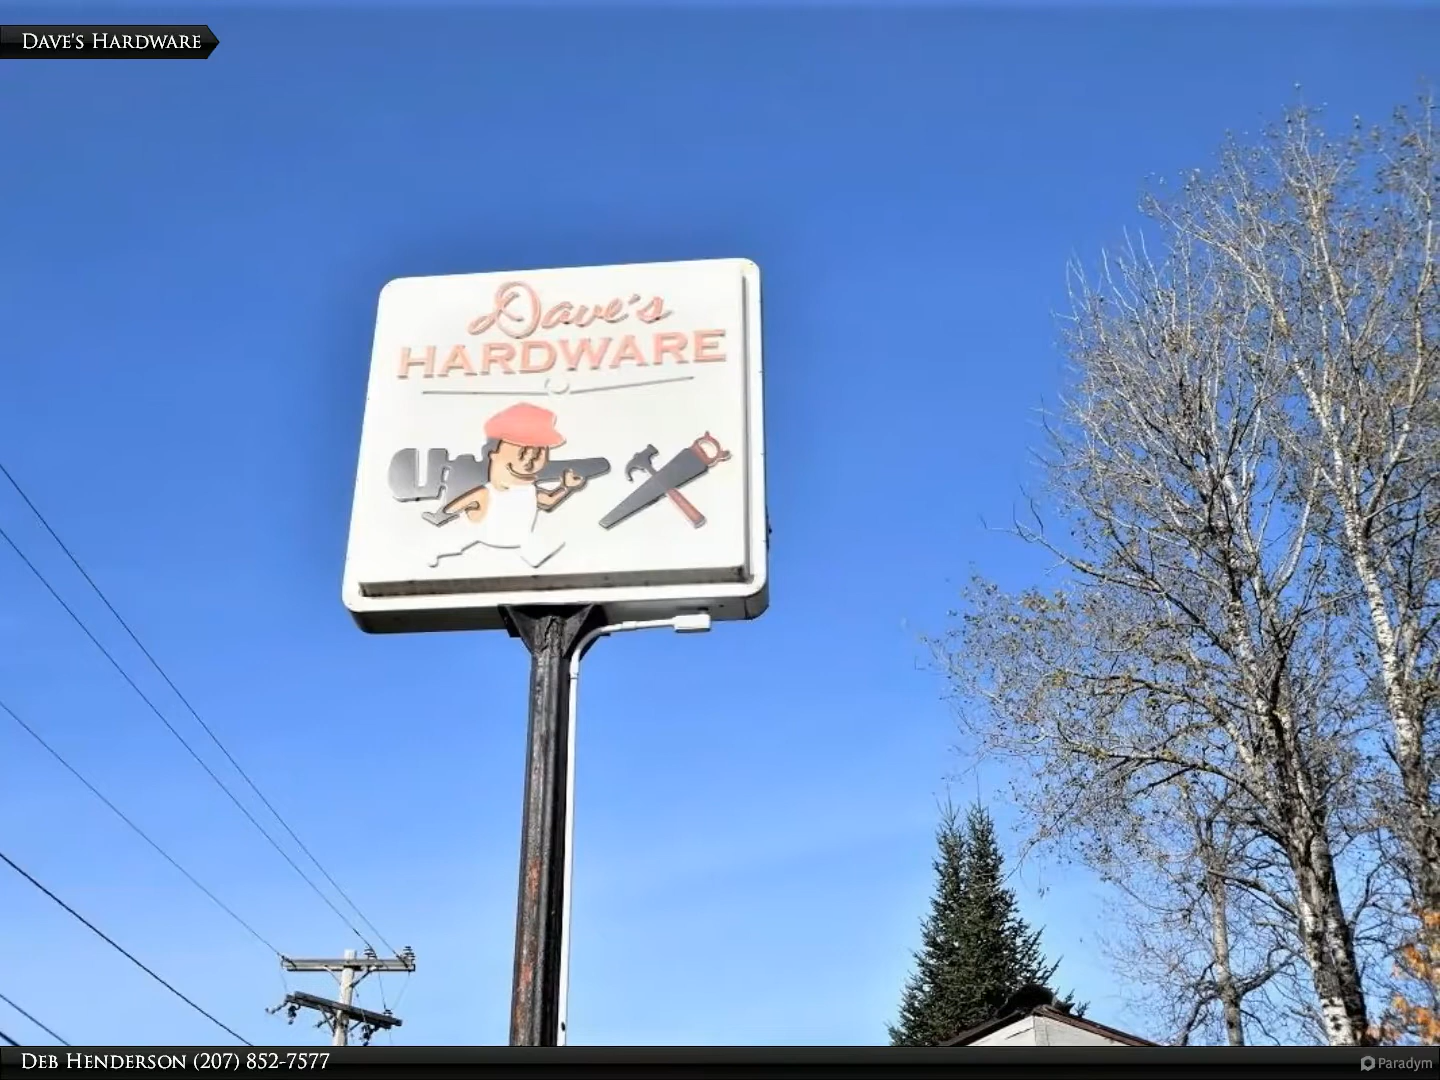 DAVE'S HARDWARE
Dave's
HARDWARE
DEB HENDERSON (207) 852-7577
Paradym